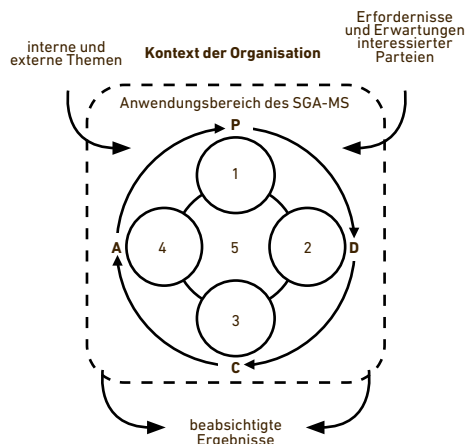 interne und
externe Themen
Kontext der Organisation
Erfordernisse
und Erwartungen
interessierter
Parteien
Anwendungsbereich des SGA-MS
P
1
A
4
5
2
D
3
C
beabsichtigte
Ergebnisse